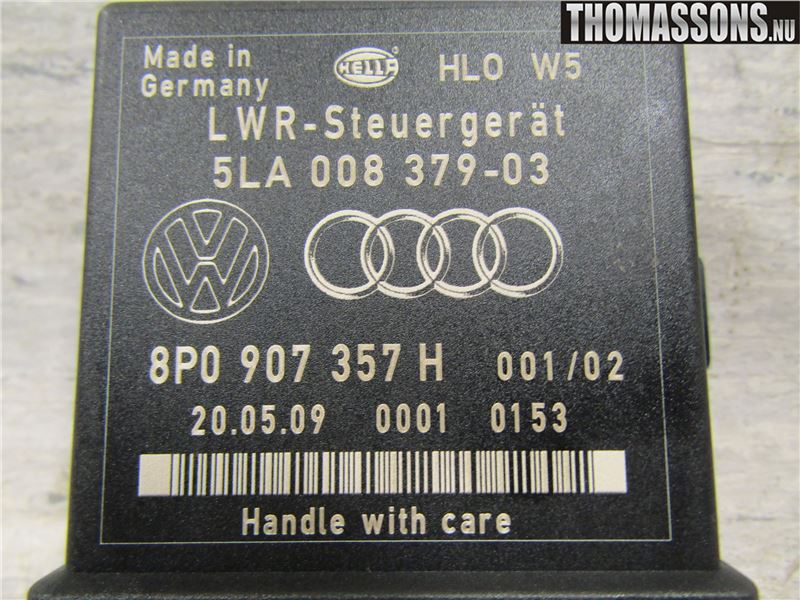 THOMASSONS.NU
Made in
Germany
HELLA
HLO W5
LWR-Steuergerät
5LA 008 379-03
8P0 907 357 H 001/02
20.05.09 0001 0153
Handle with care